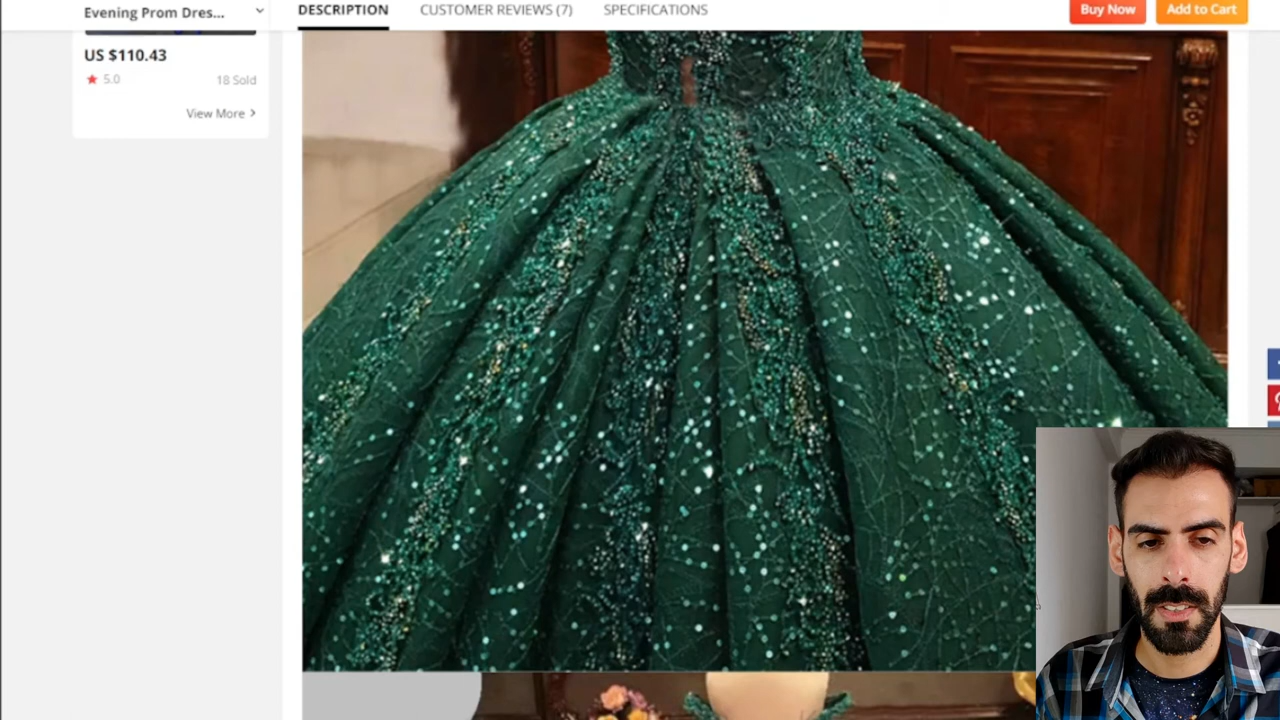 Evening Prom Dres...
DESCRIPTION
CUSTOMER REVIEWS (7)
SPECIFICATIONS
Buy Now
Add to Cart
US $110.43
5.0
18 Sold
View More